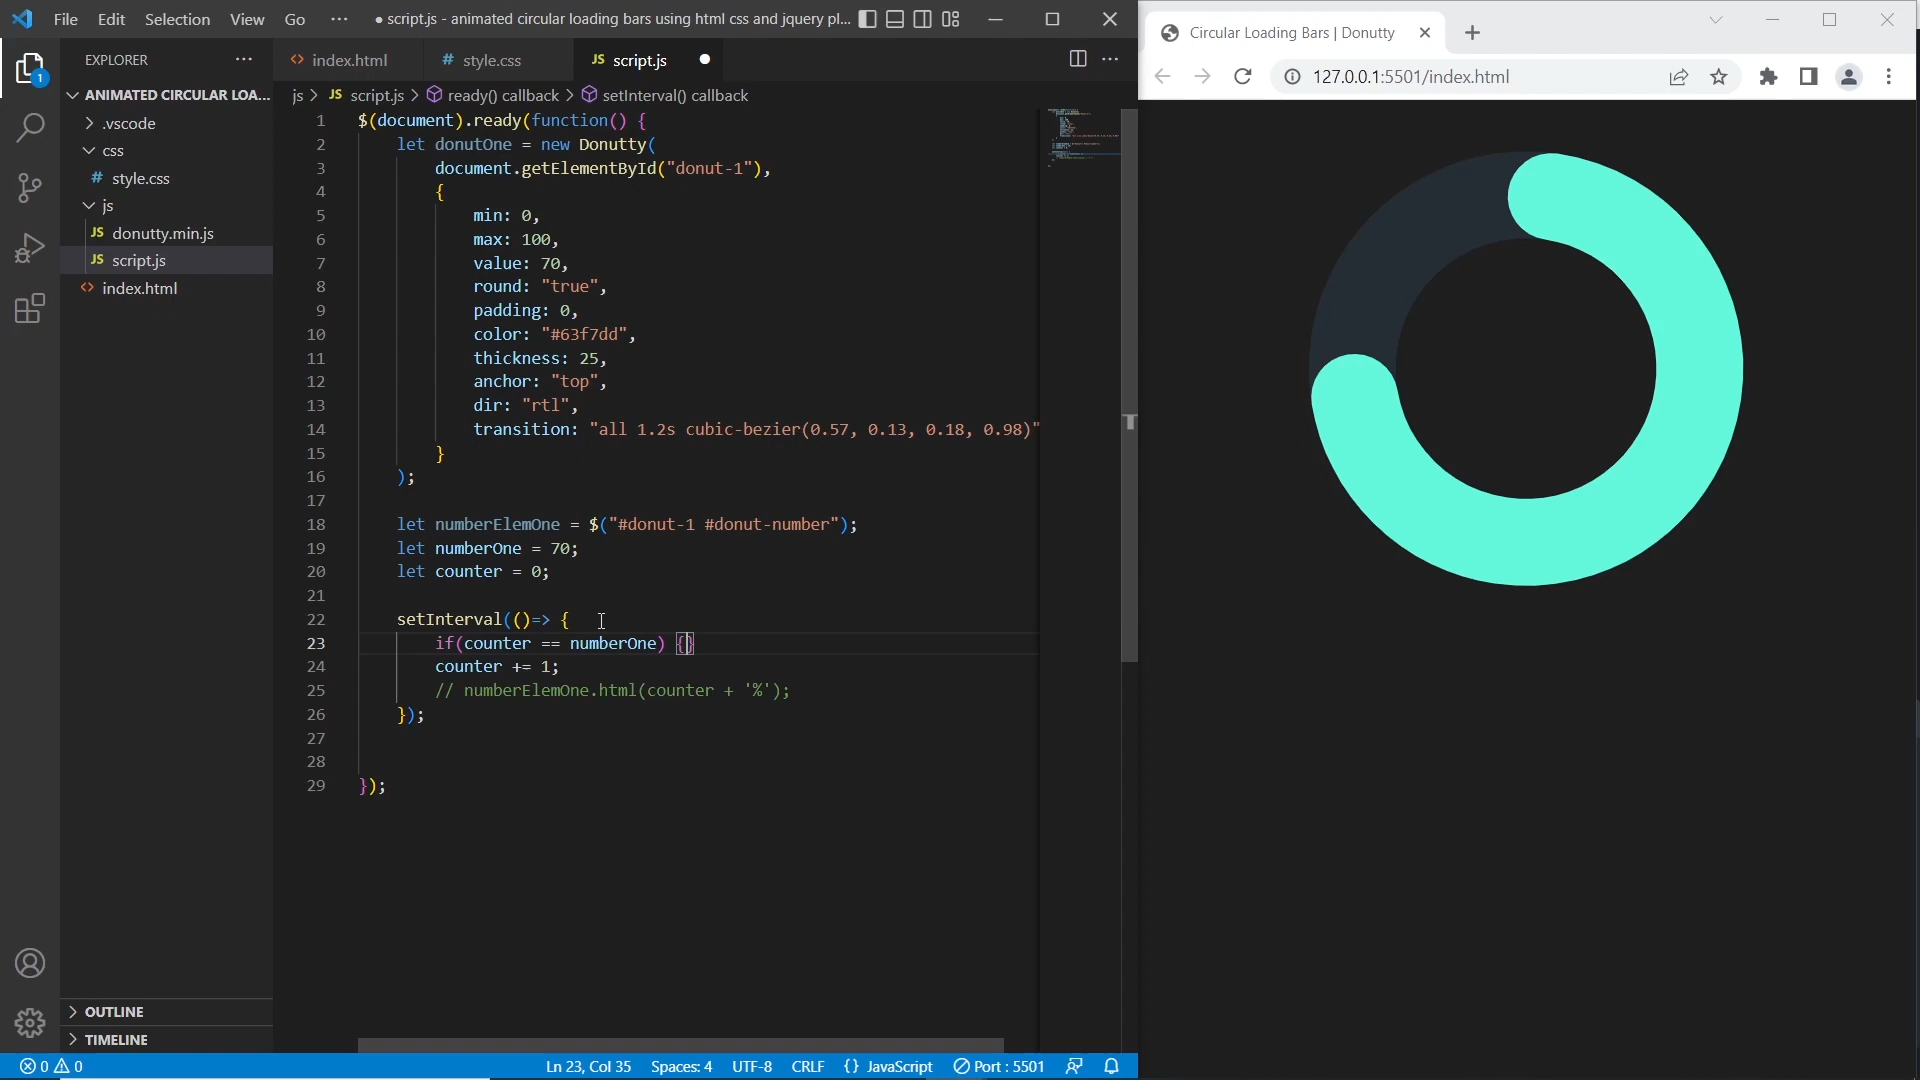 File Edit Selection View Go ··· ● script.js - animated circular loading bars using html css and jquery pl...
EXPLORER ···
ANIMATED CIRCULAR LOA...
.vscode
css
# style.css
js
JS donutty.min.js
JS script.js
<> index.html
OUTLINE
TIMELINE
1
<> index.html # style.css JS script.js ●
js > JS script.js > ready() callback > setInterval() callback
1 $(document).ready(function() {
2 let donutOne = new Donutty(
3 document.getElementById("donut-1"),
4 {
5 min: 0,
6 max: 100,
7 value: 70,
8 round: "true",
9 padding: 0,
10 color: "#63f7dd",
11 thickness: 25,
12 anchor: "top",
13 dir: "rtl",
14 transition: "all 1.2s cubic-bezier(0.57, 0.13, 0.18, 0.98)"
15 }
16 );
17
18 let numberElemOne = $("#donut-1 #donut-number");
19 let numberOne = 70;
20 let counter = 0;
21
22 setInterval(()=> {
23 if(counter == numberOne) {}
24 counter += 1;
25 // numberElemOne.html(counter + '%');
26 });
27
28
29 });
0 0 Ln 23, Col 35 Spaces: 4 UTF-8 CRLF {} JavaScript Port : 5501
Circular Loading Bars | Donutty
127.0.0.1:5501/index.html